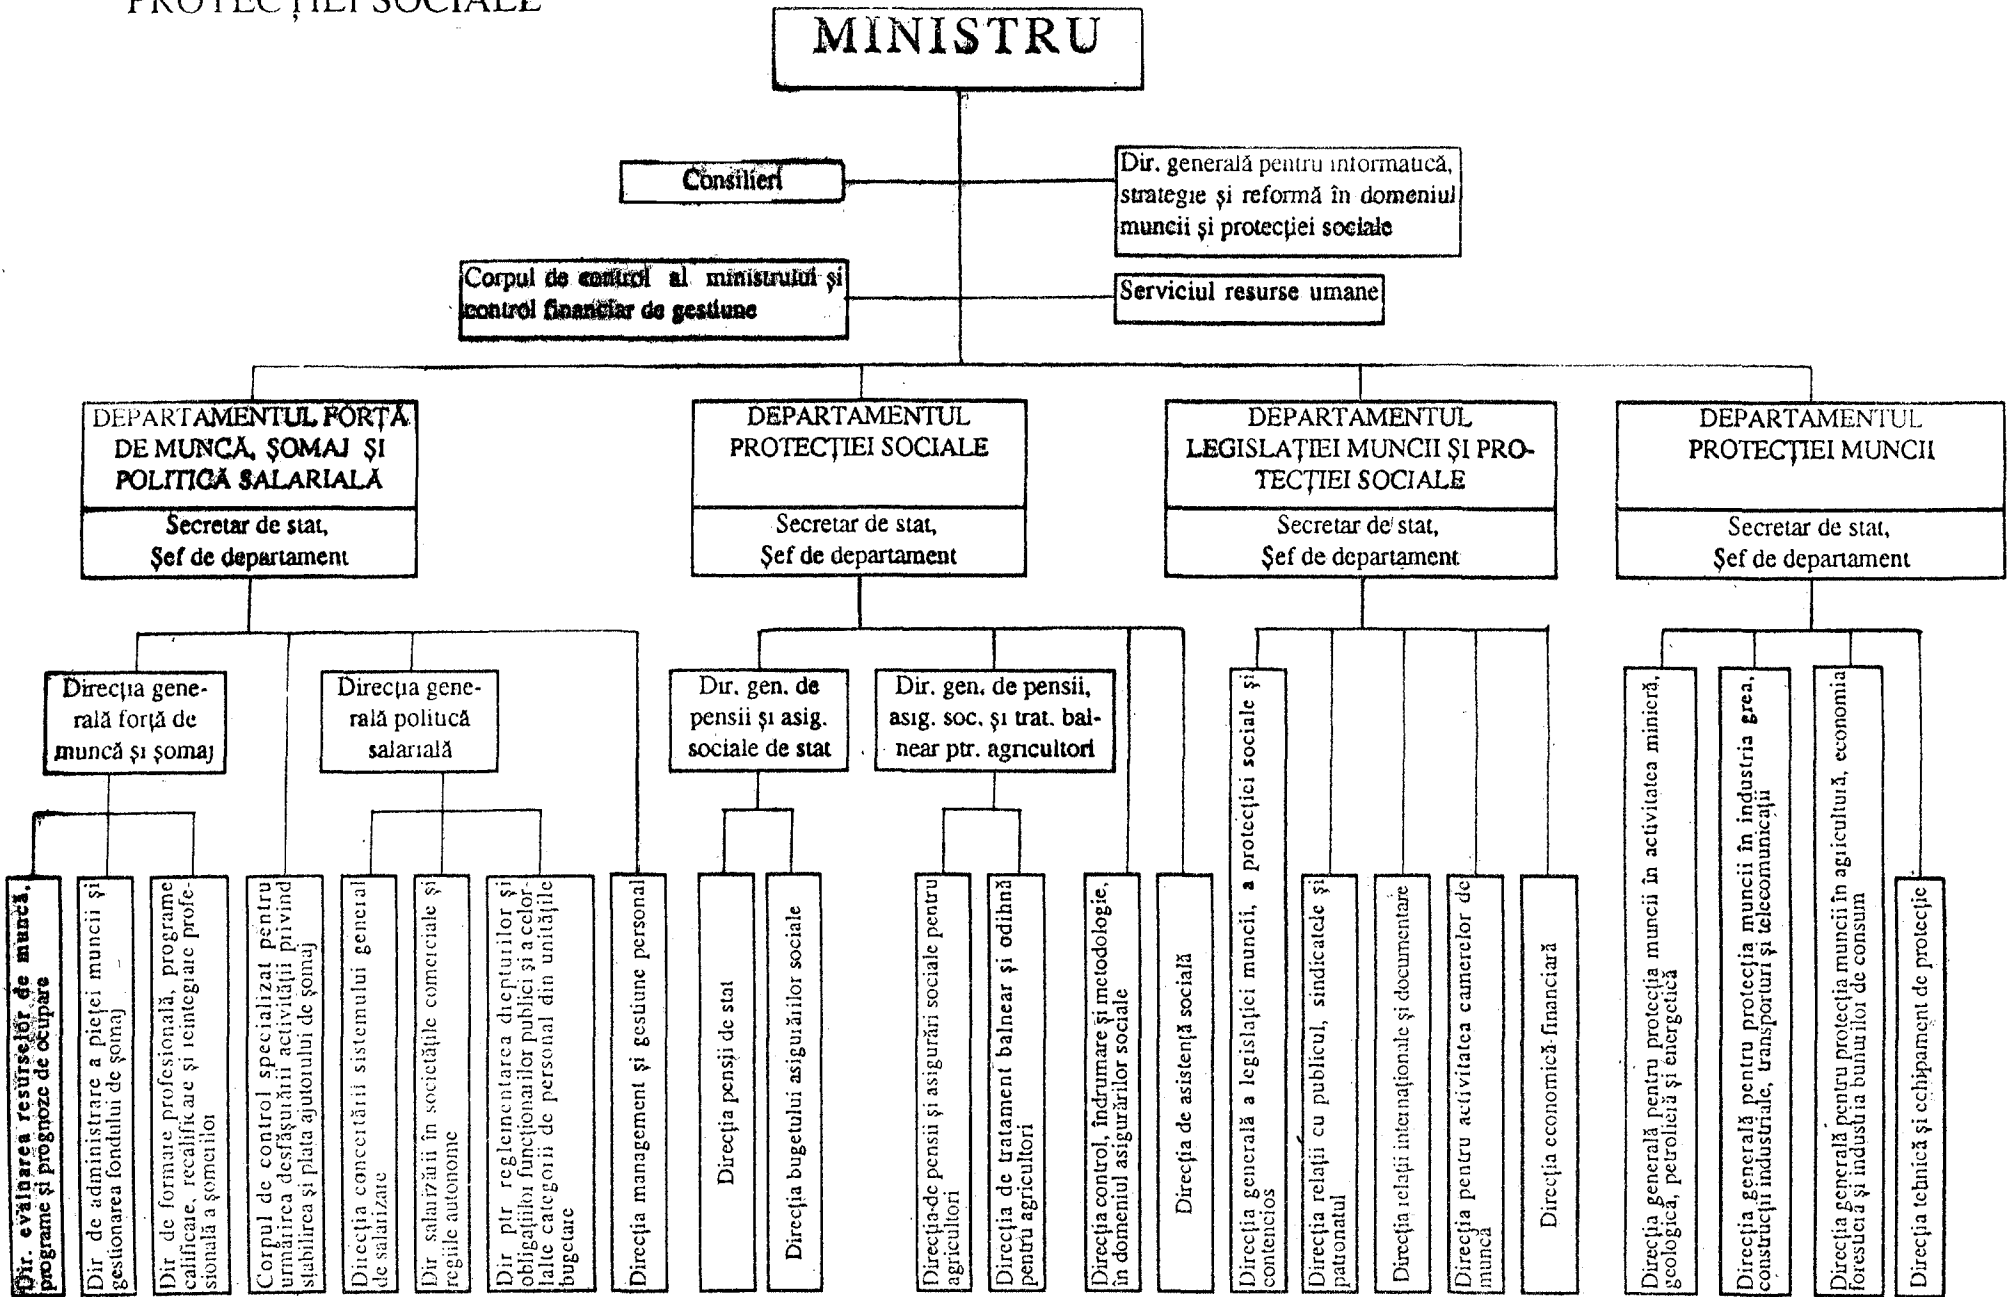 PROTECȚIEI SOCIALE
MINISTRU
Consilieri
Dir. generală pentru informatică,
strategie și reformă în domeniul
muncii și protecției sociale
Corpul de control al ministrului și
control financiar de gestiune
Serviciul resurse umane
DEPARTAMENTUL FORȚĂ
DE MUNCĂ, ȘOMAJ ȘI
POLITICĂ SALARIALĂ
Secretar de stat,
Șef de departament
DEPARTAMENTUL
PROTECȚIEI SOCIALE
Secretar de stat,
Șef de departament
DEPARTAMENTUL
LEGISLAȚIEI MUNCII ȘI PRO-
TECȚIEI SOCIALE
Secretar de stat,
Șef de departament
DEPARTAMENTUL
PROTECȚIEI MUNCII
Secretar de stat,
Șef de departament
Direcția gene-
rală forță de
muncă și șomaj
Direcția gene-
rală politică
salarială
Dir. gen. de
pensii și asig.
sociale de stat
Dir. gen. de pensii,
asig. soc. și trat. bal-
near ptr. agricultori
Dir. evaluarea resurselor de muncă,
programe și prognoze de ocupare
Dir de administrare a pieței muncii și
gestionarea fondului de șomaj
Dir de formare profesională, programe
calificare, recalificare și reintegrare profe-
sională a șomerilor
Corpul de control specializat pentru
urmărirea desfășurării activității privind
stabilirea și plata ajutorului de șomaj
Direcția conceității sistemului general
de salarizare
Dir salarizării în societățile comerciale și
regiile autonome
Dir ptr reglementarea drepturilor și
obligațiilor funcționarilor publici și a celor-
lalte categorii de personal din unitățile
bugetare
Direcția management și gestiune personal
Direcția pensii de stat
Direcția bugetului asigurărilor sociale
Direcția de pensii și asigurări sociale pentru
agricultori
Direcția de tratament balnear și odihnă
pentru agricultori
Direcția control, îndrumare și metodologie,
în domeniul asigurărilor sociale
Direcția de asistență socială
Direcția generală a legislației muncii, a protecției sociale și
contencios
Direcția relații cu publicul, sindicatele și
patronatul
Direcția relații internaționale și documentare
Direcția pentru activitatea camerelor de
muncă
Direcția economică-financiară
Direcția generală pentru protecția muncii în activitatea minieră,
geologică, petrolieră și energetică
Direcția generală pentru protecția muncii în industria grea,
construcții industriale, transporturi și telecomunicații
Direcția generală pentru protecția muncii în agricultură, economia
forestieră și industria bunurilor de consum
Direcția tehnică și echipament de protecție